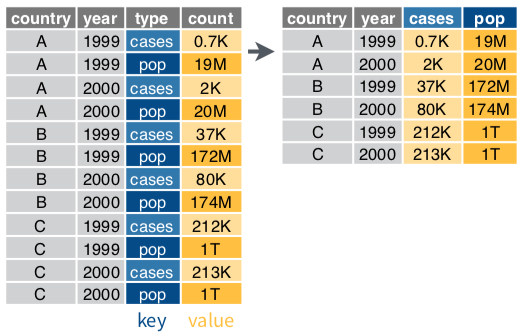 country year type count
A 1999 cases 0.7K
A 1999 pop 19M
A 2000 cases 2K
A 2000 pop 20M
B 1999 cases 37K
B 1999 pop 172M
B 2000 cases 80K
B 2000 pop 174M
C 1999 cases 212K
C 1999 pop 1T
C 2000 cases 213K
C 2000 pop 1T
key value
country year cases pop
A 1999 0.7K 19M
A 2000 2K 20M
B 1999 37K 172M
B 2000 80K 174M
C 1999 212K 1T
C 2000 213K 1T